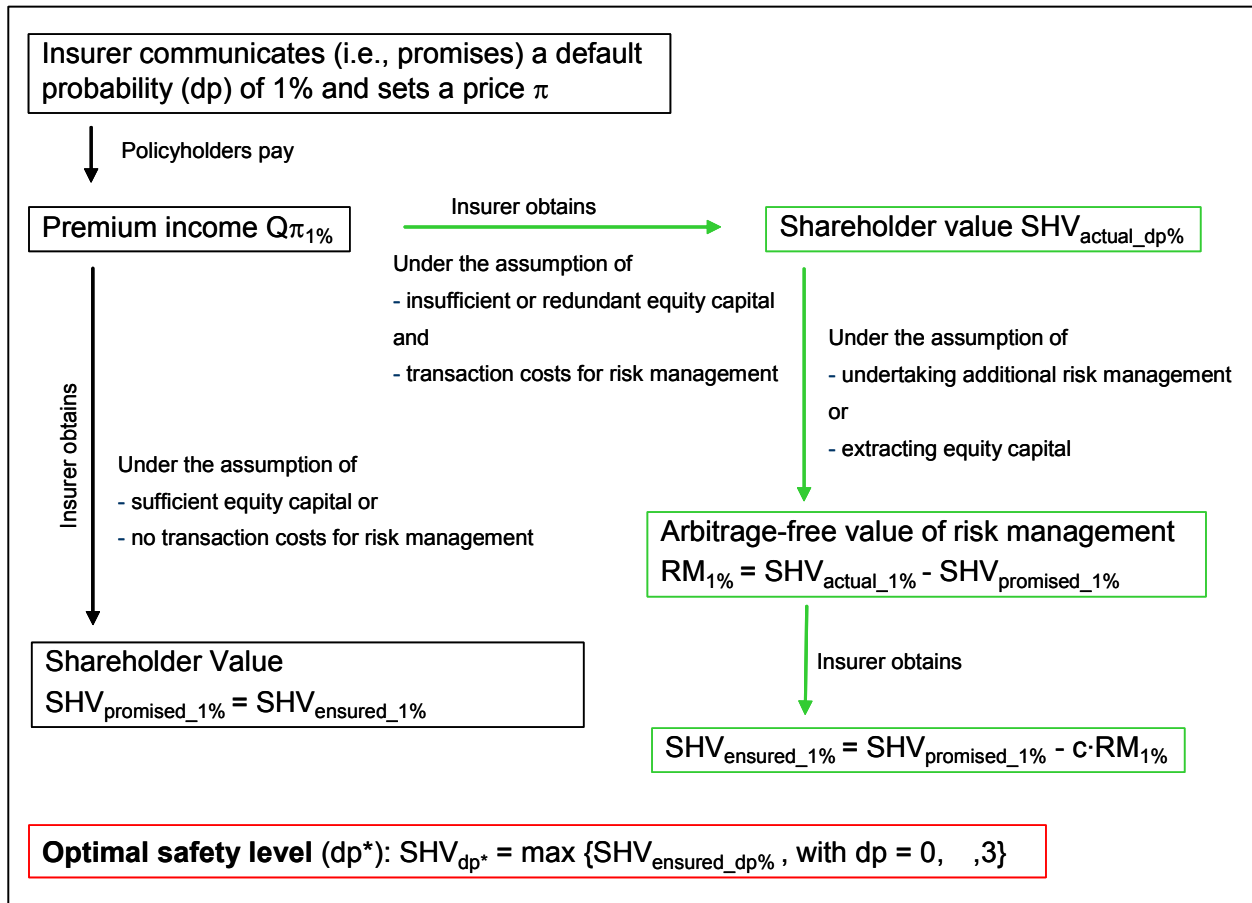 Insurer communicates (i.e., promises) a default
probability (dp) of 1% and sets a price π
Policyholders pay
Premium income Qπ1%
Insurer obtains
Shareholder value SHVactual_dp%
Under the assumption of
- insufficient or redundant equity capital
and
- transaction costs for risk management
Under the assumption of
- undertaking additional risk management
or
- extracting equity capital
Insurer obtains
Under the assumption of
- sufficient equity capital or
- no transaction costs for risk management
Arbitrage-free value of risk management
RM1% = SHVactual_1% - SHVpromised_1%
Insurer obtains
Shareholder Value
SHVpromised_1% = SHVensured_1%
SHVensured_1% = SHVpromised_1% - c·RM1%
Optimal safety level (dp*): SHVdp* = max {SHVensured_dp% , with dp = 0, ,3}